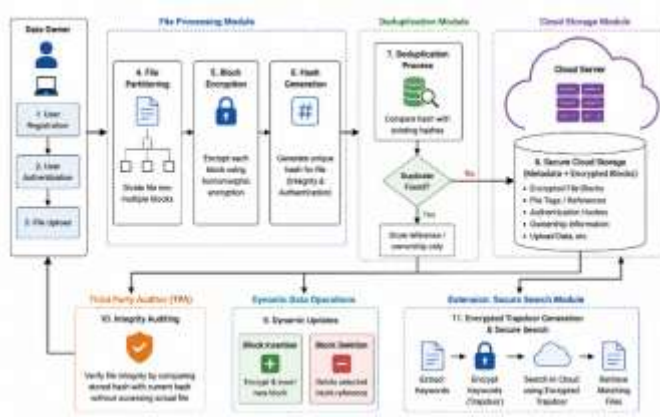 Data Owner
1. User
Registration
2. User
Authentication
3. File Upload
File Processing Module
4. File
Partitioning
Divide file into
multiple blocks
5. Block
Encryption
Encrypt each
block using
homomorphic
encryption
6. Hash
Generation
Generate unique
hash for file
(Integrity &
Authentication)
Deduplication Module
7. Deduplication
Process
Compare hash with
existing hashes
Duplicate
Found?
No
Yes
Store reference /
ownership only
Cloud Storage Module
Cloud Server
8. Secure Cloud Storage
(Metadata + Encrypted Blocks)
• Encrypted File Blocks
• File Tags / References
• Authentication Hashes
• Ownership Information
• Upload Data, etc
Third Party Auditor (TPA)
10. Integrity Auditing
Verify file integrity by comparing
stored hash with current hash
without accessing actual file
Dynamic Data Operations
9. Dynamic Updates
Block Insertion
Encrypt & insert
new block
Block Deletion
Delete selected
block reference
Extension: Secure Search Module
11. Encrypted Trapdoor Generation
& Secure Search
Extract
Keywords
Encrypt
Keywords
(Trapdoor)
Search in Cloud
using Encrypted
Trapdoor
Retrieve
Matching
Files